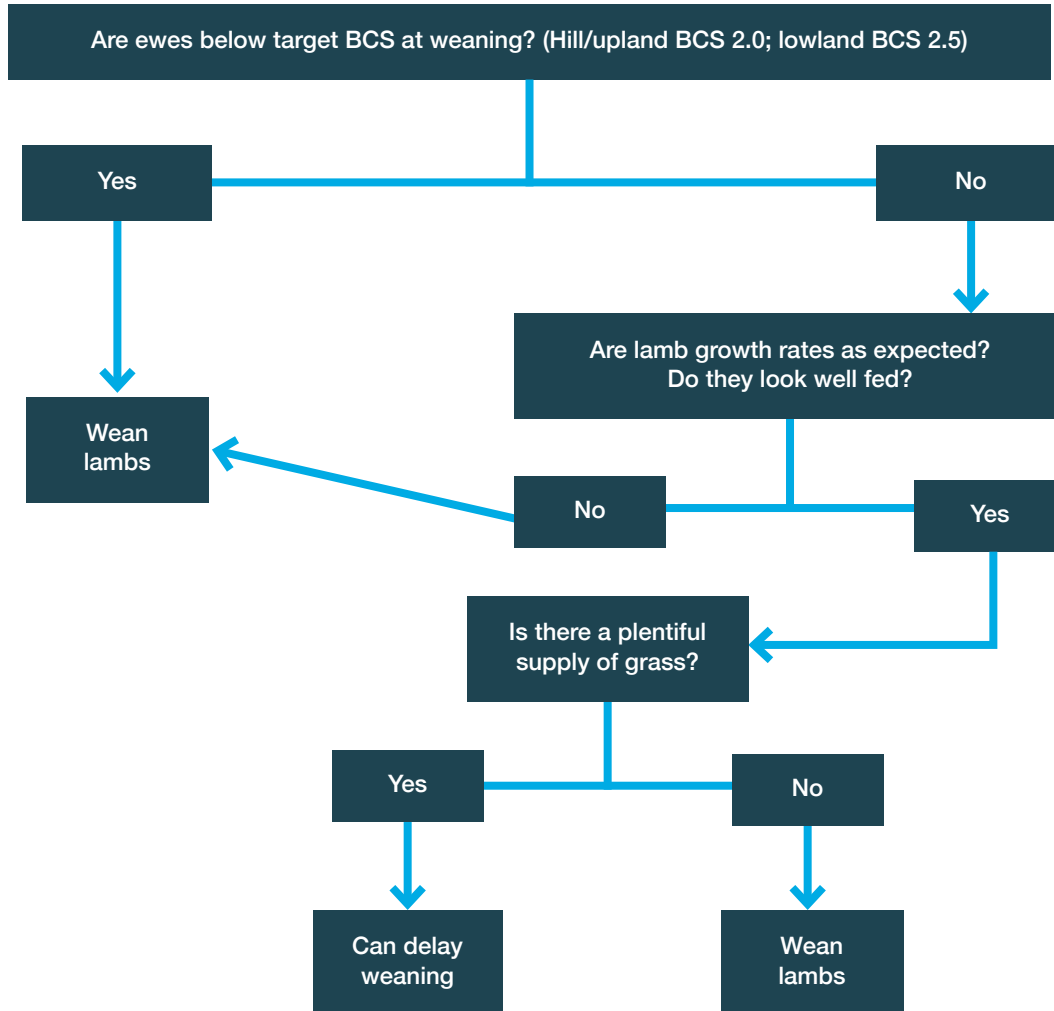 Are ewes below target BCS at weaning? (Hill/upland BCS 2.0; lowland BCS 2.5)
Yes
No
Are lamb growth rates as expected?
Do they look well fed?
Wean
lambs
No
Yes
Is there a plentiful
supply of grass?
Yes
No
Can delay
weaning
Wean
lambs